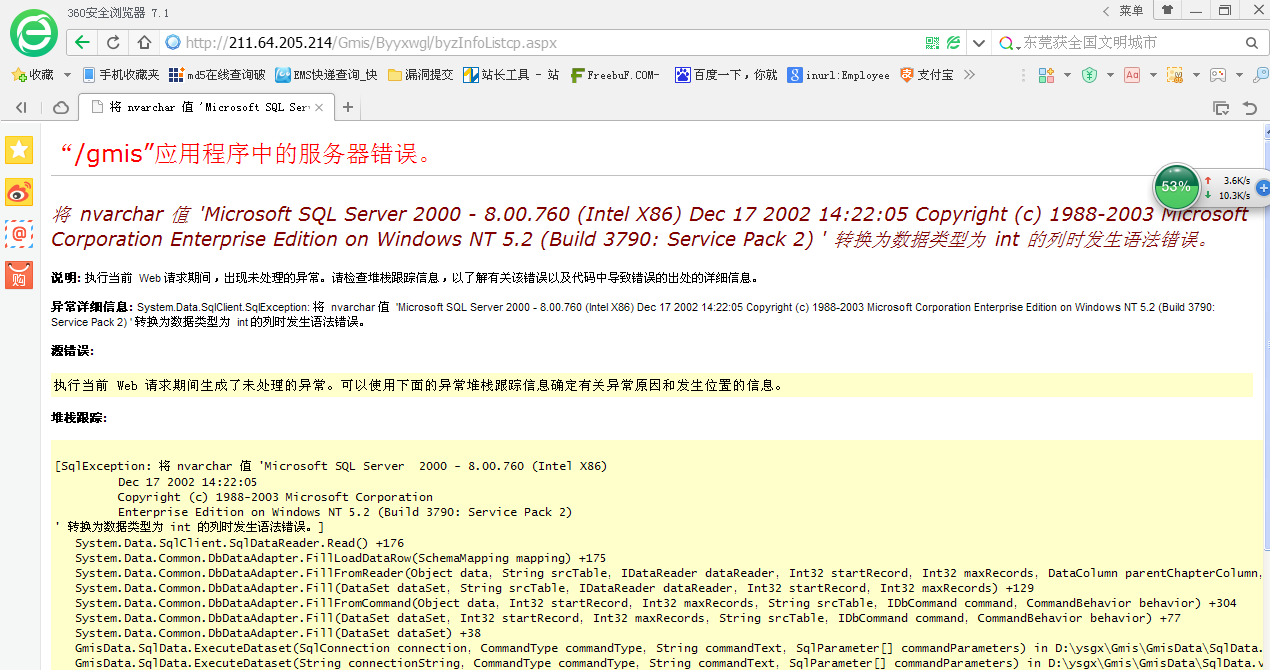 360安全浏览器 7.1
菜单
http://211.64.205.214/Gmis/Byyxwgl/byzInfoListcp.aspx
东莞获全国文明城市
收藏 手机收藏夹 md5在线查询破 EMS快递查询_快 漏洞提交 站长工具 - 站 FreebuF.COM- 百度一下，你就 inurl:Employee 支付宝
将 nvarchar 值 'Microsoft SQL Ser
“/gmis”应用程序中的服务器错误。
53%
3.6K/s
10.3K/s
将 nvarchar 值 'Microsoft SQL Server 2000 - 8.00.760 (Intel X86) Dec 17 2002 14:22:05 Copyright (c) 1988-2003 Microsoft
Corporation Enterprise Edition on Windows NT 5.2 (Build 3790: Service Pack 2) ' 转换为数据类型为 int 的列时发生语法错误。
购
说明: 执行当前 Web 请求期间，出现未处理的异常。请检查堆栈跟踪信息，以了解有关该错误以及代码中导致错误的出处的详细信息。
异常详细信息: System.Data.SqlClient.SqlException: 将 nvarchar 值 'Microsoft SQL Server 2000 - 8.00.760 (Intel X86) Dec 17 2002 14:22:05 Copyright (c) 1988-2003 Microsoft Corporation Enterprise Edition on Windows NT 5.2 (Build 3790:
Service Pack 2) ' 转换为数据类型为 int 的列时发生语法错误。
源错误:
执行当前 Web 请求期间生成了未处理的异常。可以使用下面的异常堆栈跟踪信息确定有关异常原因和发生位置的信息。
堆栈跟踪:
[SqlException: 将 nvarchar 值 'Microsoft SQL Server  2000 - 8.00.760 (Intel X86)
Dec 17 2002 14:22:05
Copyright (c) 1988-2003 Microsoft Corporation
Enterprise Edition on Windows NT 5.2 (Build 3790: Service Pack 2)
' 转换为数据类型为 int 的列时发生语法错误。]
System.Data.SqlClient.SqlDataReader.Read() +176
System.Data.Common.DbDataAdapter.FillLoadDataRow(SchemaMapping mapping) +175
System.Data.Common.DbDataAdapter.FillFromReader(Object data, String srcTable, IDataReader dataReader, Int32 startRecord, Int32 maxRecords, DataColumn parentChapterColumn,
System.Data.Common.DbDataAdapter.Fill(DataSet dataSet, String srcTable, IDataReader dataReader, Int32 startRecord, Int32 maxRecords) +129
System.Data.Common.DbDataAdapter.FillFromCommand(Object data, Int32 startRecord, Int32 maxRecords, String srcTable, IDbCommand command, CommandBehavior behavior) +304
System.Data.Common.DbDataAdapter.Fill(DataSet dataSet, Int32 startRecord, Int32 maxRecords, String srcTable, IDbCommand command, CommandBehavior behavior) +77
System.Data.Common.DbDataAdapter.Fill(DataSet dataSet) +38
GmisData.SqlData.ExecuteDataset(SqlConnection connection, CommandType commandType, String commandText, SqlParameter[] commandParameters) in D:\ysgx\Gmis\GmisData\SqlData.
GmisData.SqlData.ExecuteDataset(String connectionString, CommandType commandType, String commandText, SqlParameter[] commandParameters) in D:\ysgx\Gmis\GmisData\SqlData.v